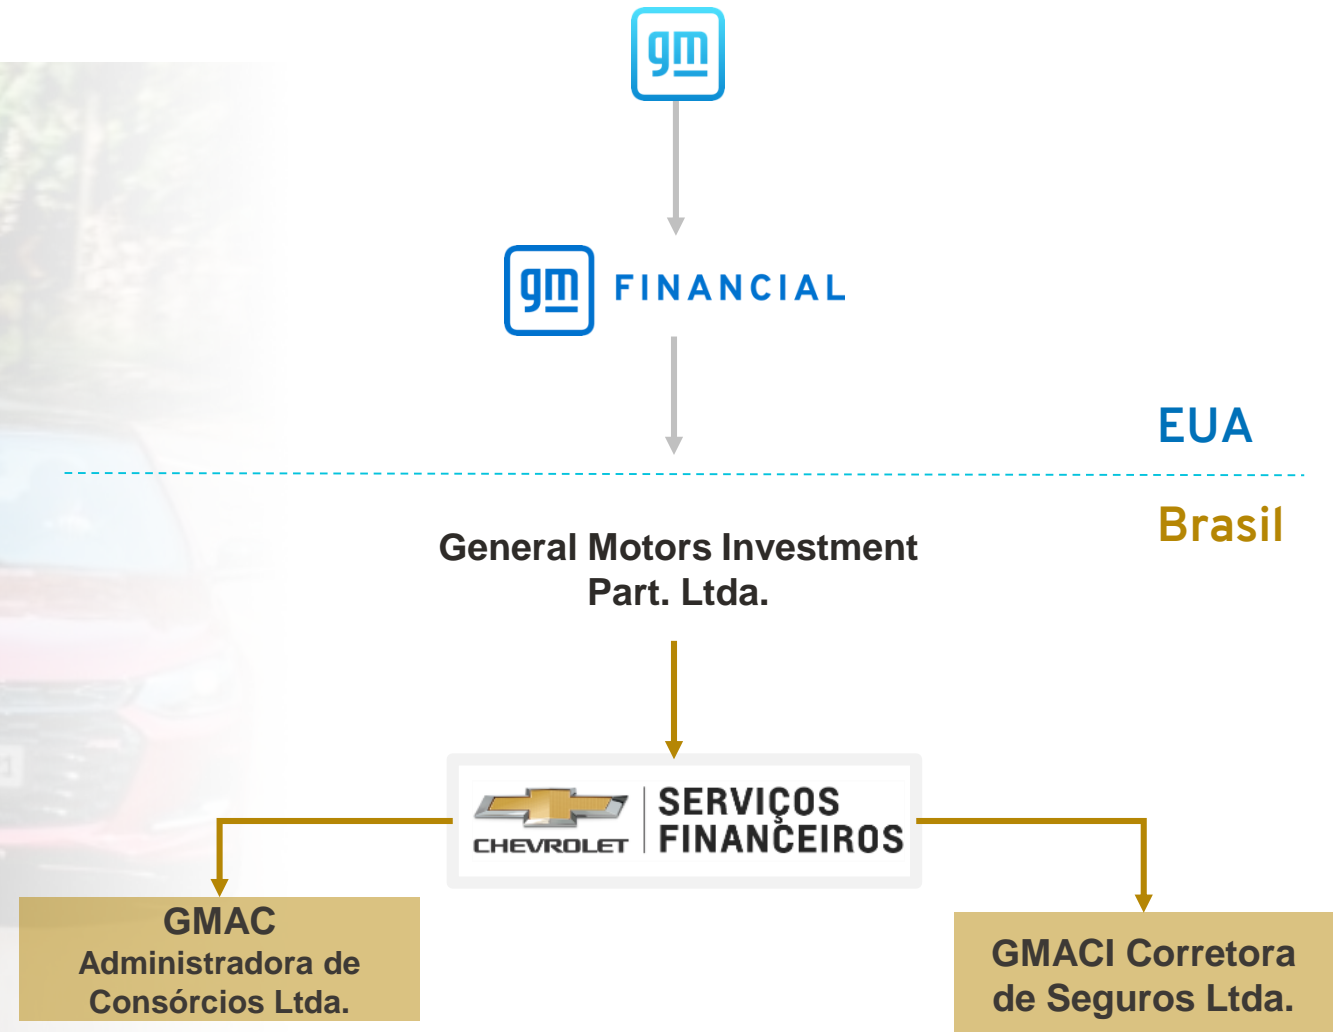 gm
gm FINANCIAL
EUA
Brasil
General Motors Investment
Part. Ltda.
CHEVROLET
SERVIÇOS
FINANCEIROS
GMAC
Administradora de
Consórcios Ltda.
GMACI Corretora
de Seguros Ltda.